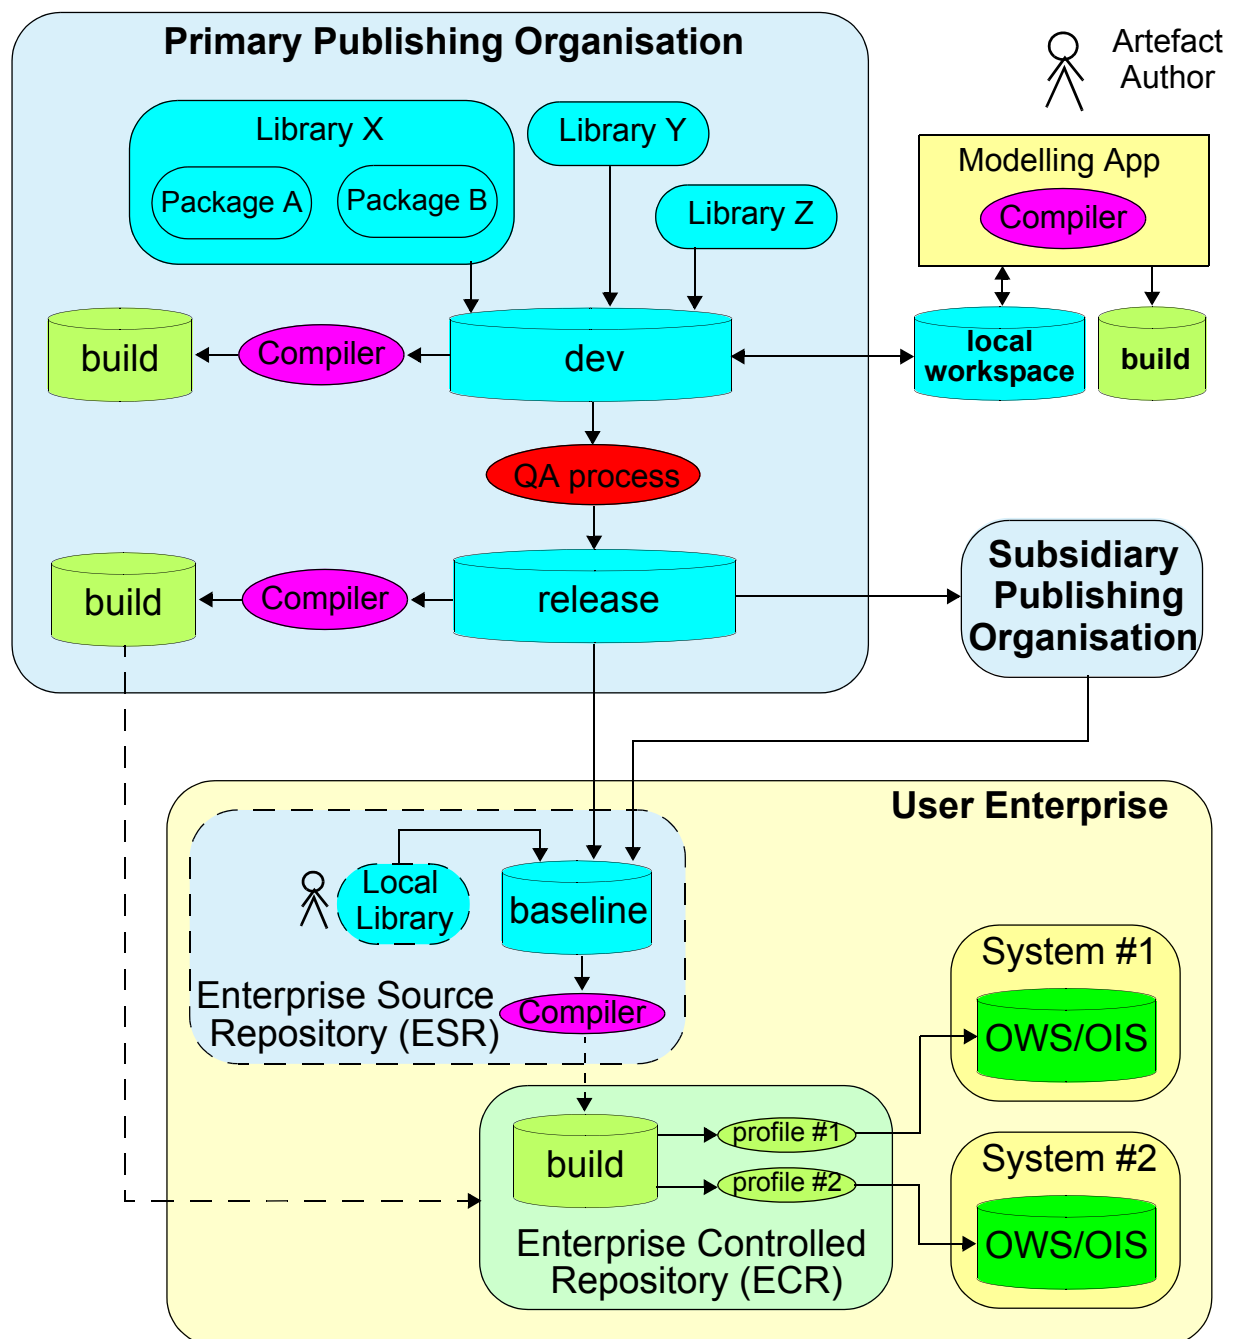 Primary Publishing Organisation
Artefact
Author
Library X
Library Y
Package A
Package B
Library Z
Modelling App
Compiler
build
Compiler
dev
local
workspace
build
QA process
build
Compiler
release
Subsidiary
Publishing
Organisation
User Enterprise
Local
Library
baseline
Enterprise Source
Repository (ESR)
Compiler
System #1
OWS/OIS
build
profile #1
profile #2
Enterprise Controlled
Repository (ECR)
System #2
OWS/OIS